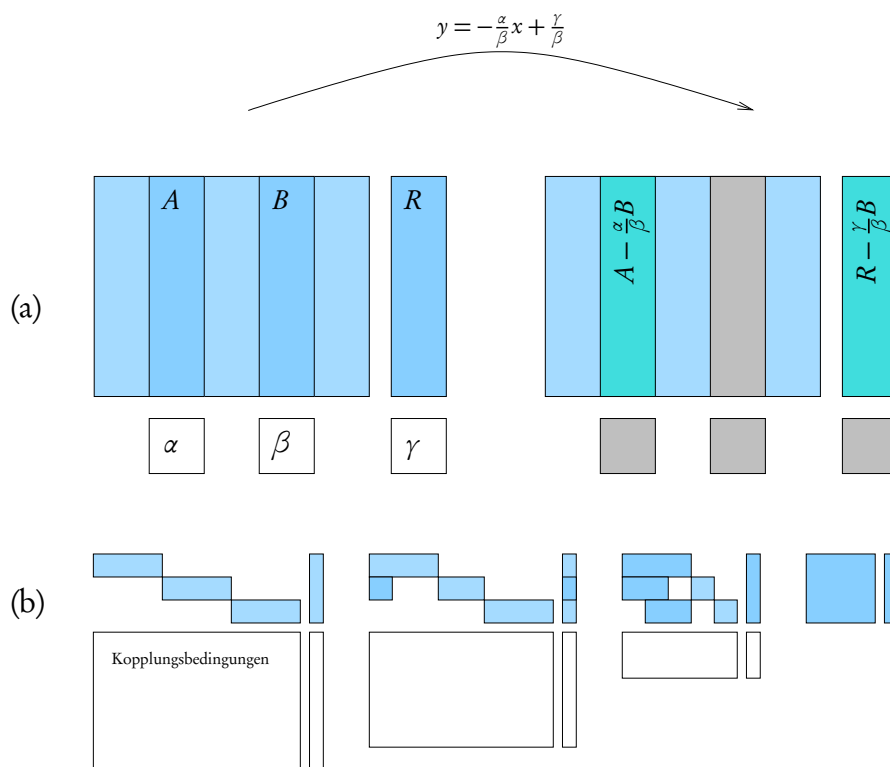 y = −α/β x + γ/β
A B R
A − α/β B
R − γ/β B
(a)
α β γ
(b)
Kopplungsbedingungen